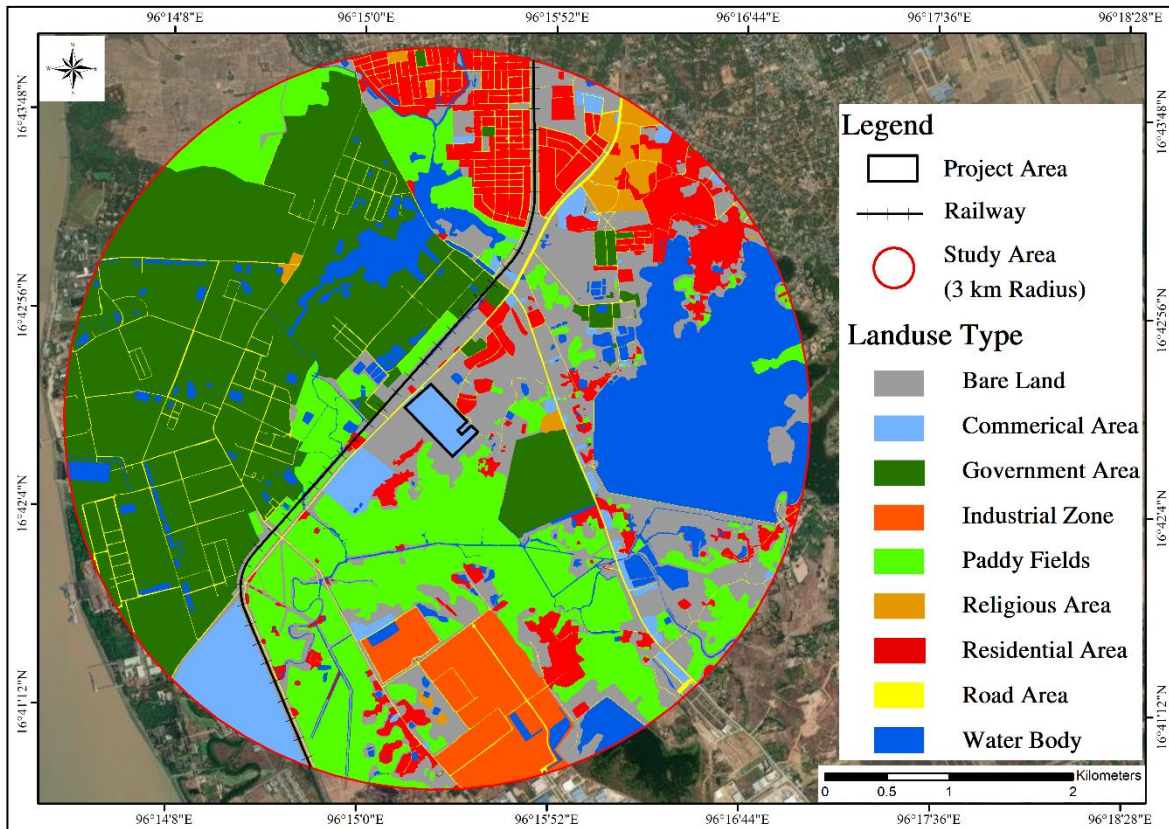 96°14'8"E 96°15'0"E 96°15'52"E 96°16'44"E 96°17'36"E 96°18'28"E
N
W E
S
16°43'48"N 16°43'48"N
16°42'56"N 16°42'56"N
16°42'4"N 16°42'4"N
16°41'12"N 16°41'12"N
Legend
Project Area
Railway
Study Area
(3 km Radius)
Landuse Type
Bare Land
Commerical Area
Government Area
Industrial Zone
Paddy Fields
Religious Area
Residential Area
Road Area
Water Body
Kilometers
0 0.5 1 2
96°14'8"E 96°15'0"E 96°15'52"E 96°16'44"E 96°17'36"E 96°18'28"E